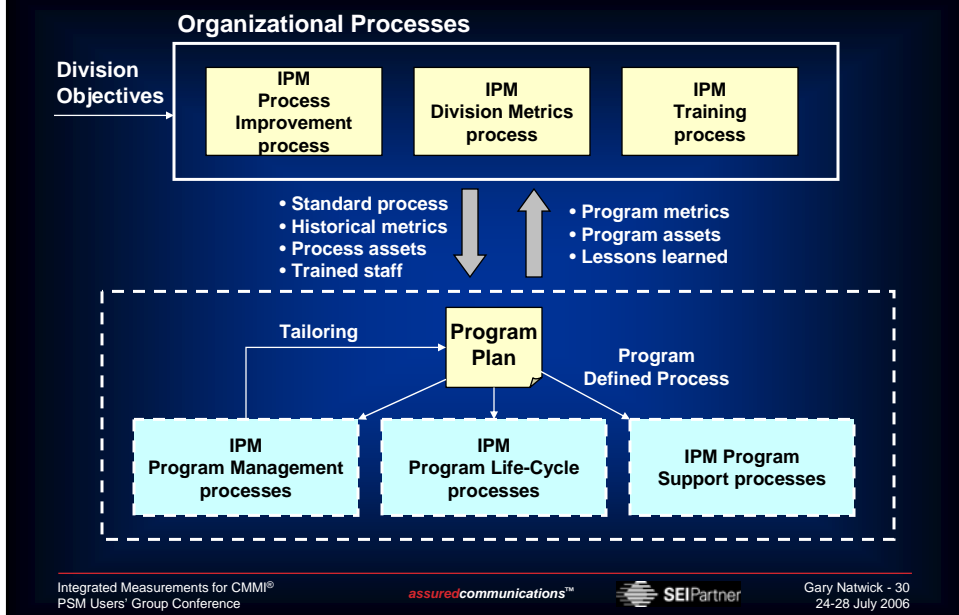 Organizational Processes
Division
Objectives
IPM
Process
Improvement
process
IPM
Division Metrics
process
IPM
Training
process
• Standard process
• Historical metrics
• Process assets
• Trained staff
• Program metrics
• Program assets
• Lessons learned
Tailoring
Program
Plan
Program
Defined Process
IPM
Program Management
processes
IPM
Program Life-Cycle
processes
IPM Program
Support processes
Integrated Measurements for CMMI®
PSM Users' Group Conference
assuredcommunications™
SEIPartner
Gary Natwick - 30
24-28 July 2006